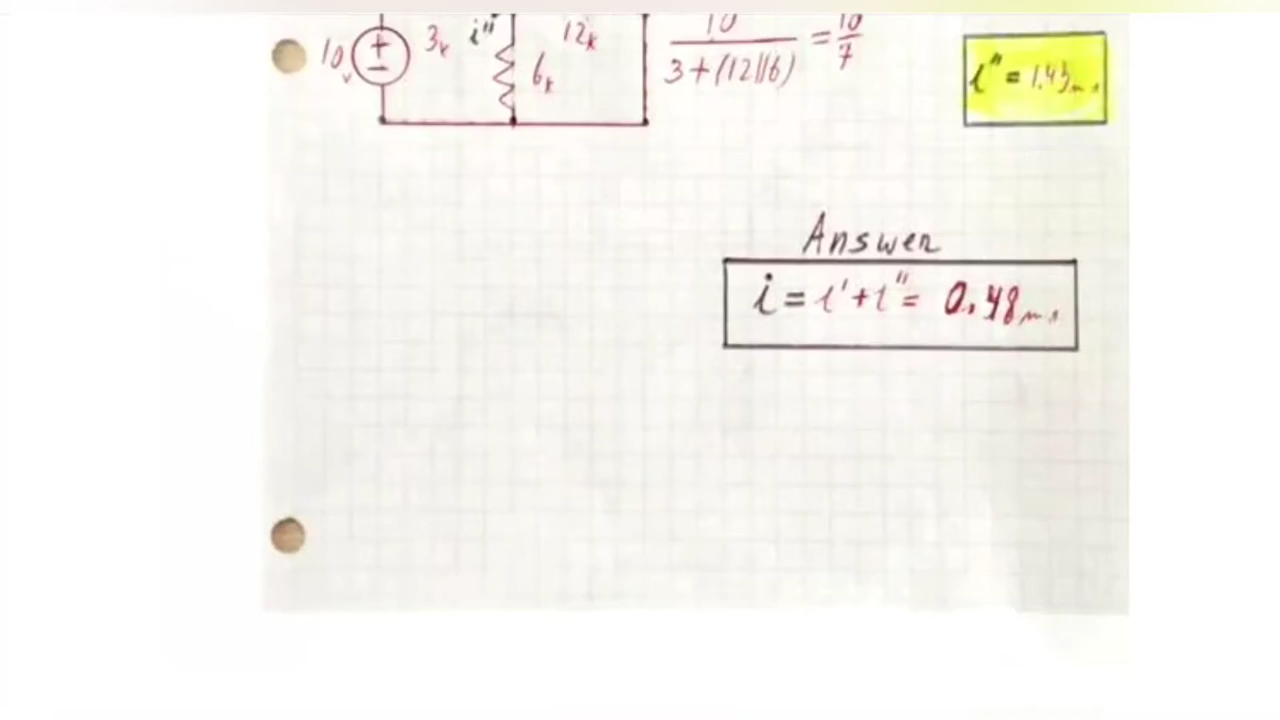 10v 3k i" 12k
6k
10 / 3+(12||6) = 10/7
i" = 1.43mA
Answer
i = i' + i" = 0.48mA